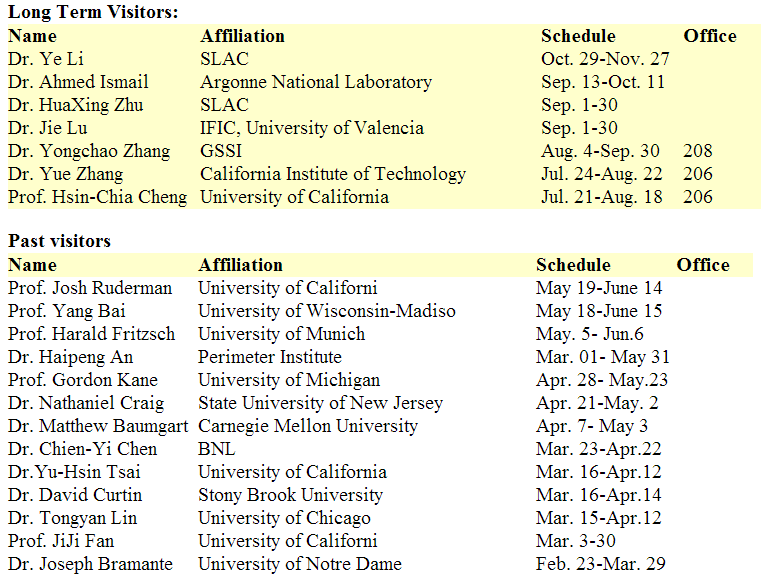 Long Term Visitors:
Name Affiliation Schedule Office
Dr. Ye Li SLAC Oct. 29-Nov. 27
Dr. Ahmed Ismail Argonne National Laboratory Sep. 13-Oct. 11
Dr. HuaXing Zhu SLAC Sep. 1-30
Dr. Jie Lu IFIC, University of Valencia Sep. 1-30
Dr. Yongchao Zhang GSSI Aug. 4-Sep. 30 208
Dr. Yue Zhang California Institute of Technology Jul. 24-Aug. 22 206
Prof. Hsin-Chia Cheng University of California Jul. 21-Aug. 18 206
Past visitors
Name Affiliation Schedule Office
Prof. Josh Ruderman University of Californi May 19-June 14
Prof. Yang Bai University of Wisconsin-Madiso May 18-June 15
Prof. Harald Fritzsch University of Munich May. 5- Jun.6
Dr. Haipeng An Perimeter Institute Mar. 01- May 31
Prof. Gordon Kane University of Michigan Apr. 28- May.23
Dr. Nathaniel Craig State University of New Jersey Apr. 21-May. 2
Dr. Matthew Baumgart Carnegie Mellon University Apr. 7- May 3
Dr. Chien-Yi Chen BNL Mar. 23-Apr.22
Dr.Yu-Hsin Tsai University of California Mar. 16-Apr.12
Dr. David Curtin Stony Brook University Mar. 16-Apr.14
Dr. Tongyan Lin University of Chicago Mar. 15-Apr.12
Prof. JiJi Fan University of Californi Mar. 3-30
Dr. Joseph Bramante University of Notre Dame Feb. 23-Mar. 29